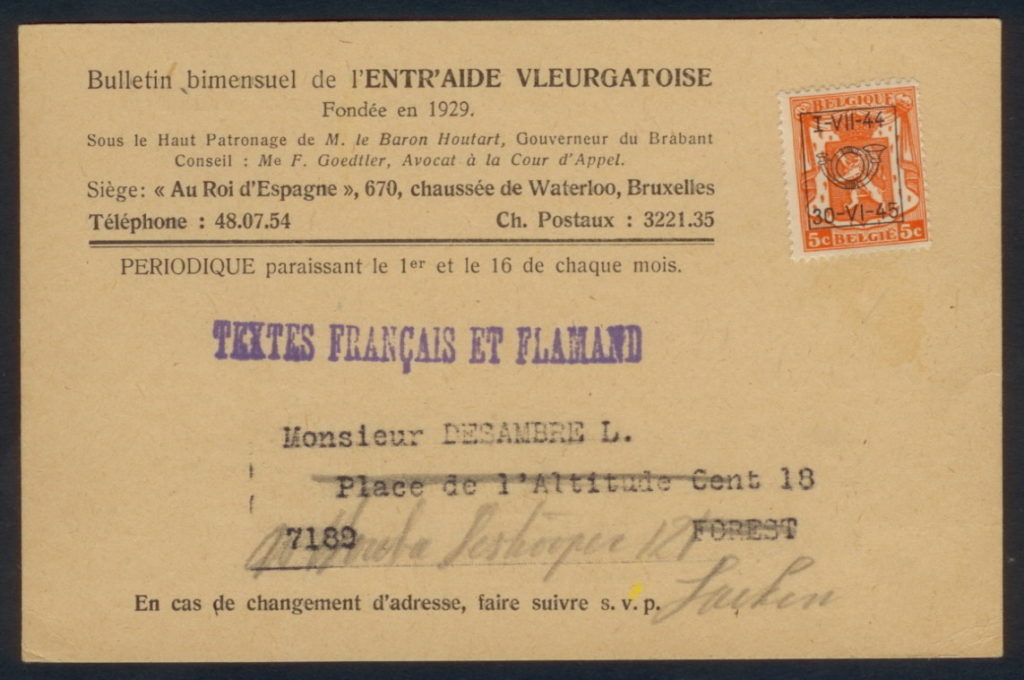 Bulletin bimensuel de l'ENTR'AIDE VLEURGATOISE
Fondée en 1929.
Sous le Haut Patronage de M. le Baron Houtart, Gouverneur du Brabant
Conseil : Me F. Goedtler, Avocat à la Cour d'Appel.
Siège: « Au Roi d'Espagne », 670, chaussée de Waterloo, Bruxelles
Téléphone : 48.07.54 Ch. Postaux : 3221.35
PERIODIQUE paraissant le 1er et le 16 de chaque mois.
BELGIQUE
I-VII-44
30-VI-45
5c BELGIË 5c
TEXTES FRANÇAIS ET FLAMAND
Monsieur DESAMBRE L.
Place de l'Altitude Cent 18
7189 FOREST
Laeken
En cas de changement d'adresse, faire suivre s. v. p.